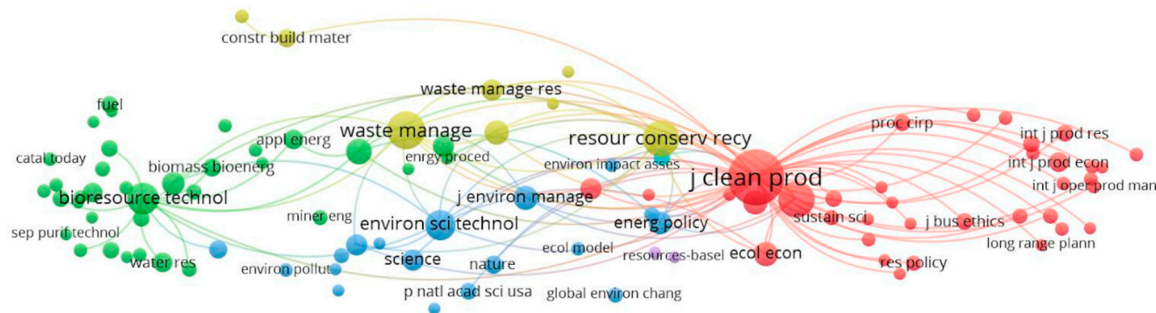 constr build mater
waste manage res
fuel
waste manage
appl energ
resour conserv recy
proc cirp
int j prod res
catal today
biomass bioenerg
enrgy proced
environ impact asses
int j prod econ
j clean prod
int j oper prod man
bioresource technol
j environ manage
miner eng
environ sci technol
energ policy
sustain sci
j bus ethics
sep purif technol
long range plann
water res
environ pollut
science
nature
ecol model
resources-basel
ecol econ
res policy
p natl acad sci usa
global environ chang